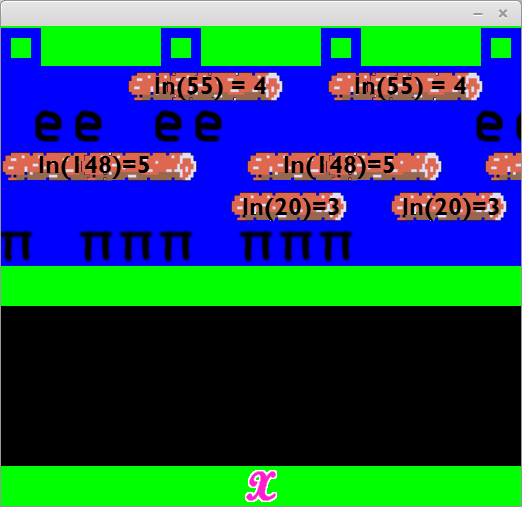 ln(55) = 4 ln(55) = 4
e e e e e e
ln(148)=5 ln(148)=5
ln(20)=3 ln(20)=3
π π π π π π π
x